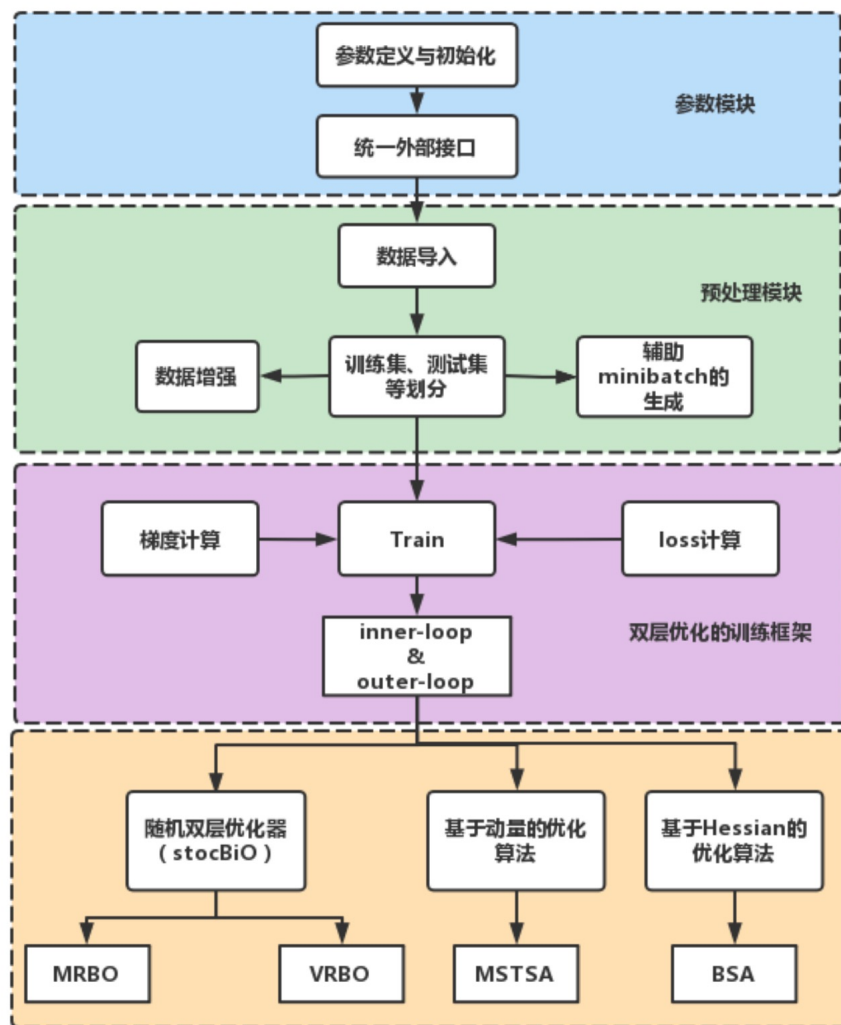 参数定义与初始化
参数模块
统一外部接口
数据导入
预处理模块
数据增强
训练集、测试集
等划分
辅助
minibatch的
生成
梯度计算
Train
loss计算
inner-loop
&
outer-loop
双层优化的训练框架
随机双层优化器
（stocBiO）
基于动量的优化
算法
基于Hessian的
优化算法
MRBO
VRBO
MSTSA
BSA